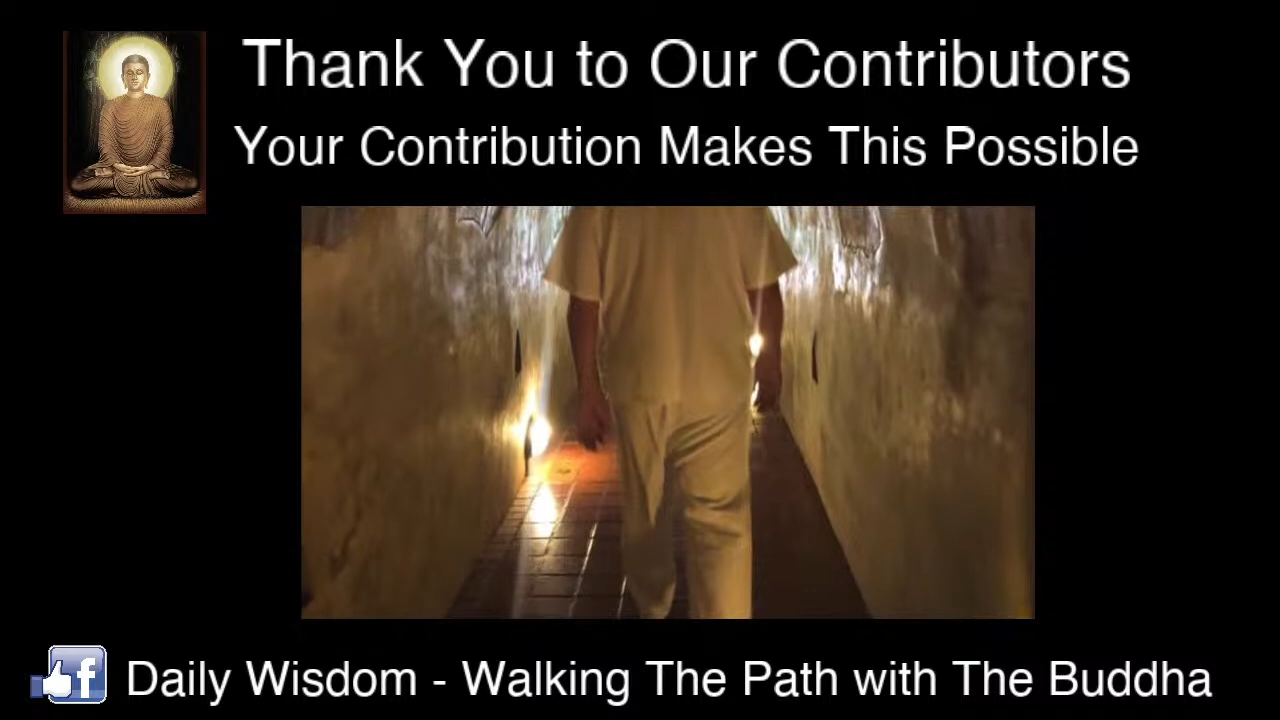 Thank You to Our Contributors
Your Contribution Makes This Possible
f Daily Wisdom - Walking The Path with The Buddha